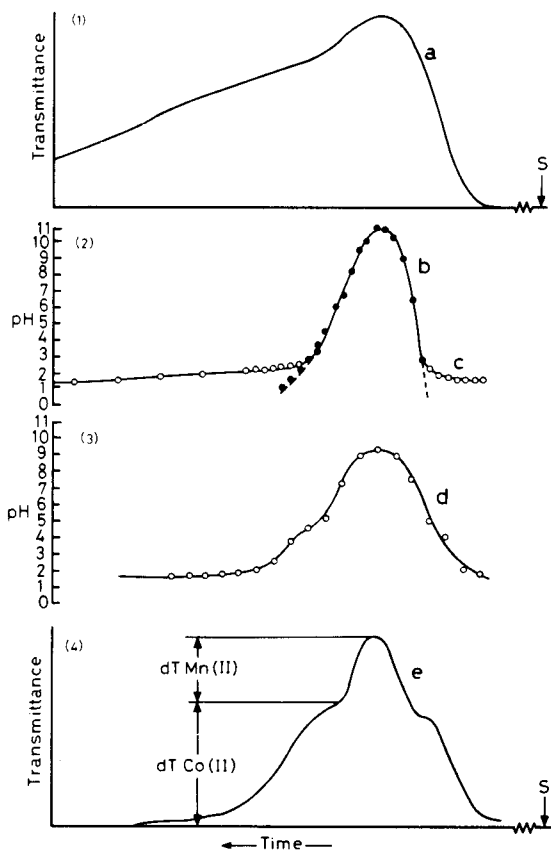 (1)
Transmittance
a
S
(2)
pH
11
10
9
8
7
6
5
4
3
2
1
0
b
c
(3)
pH
11
10
9
8
7
6
5
4
3
2
1
0
d
(4)
Transmittance
dT Mn(II)
dT Co(II)
e
S
Time